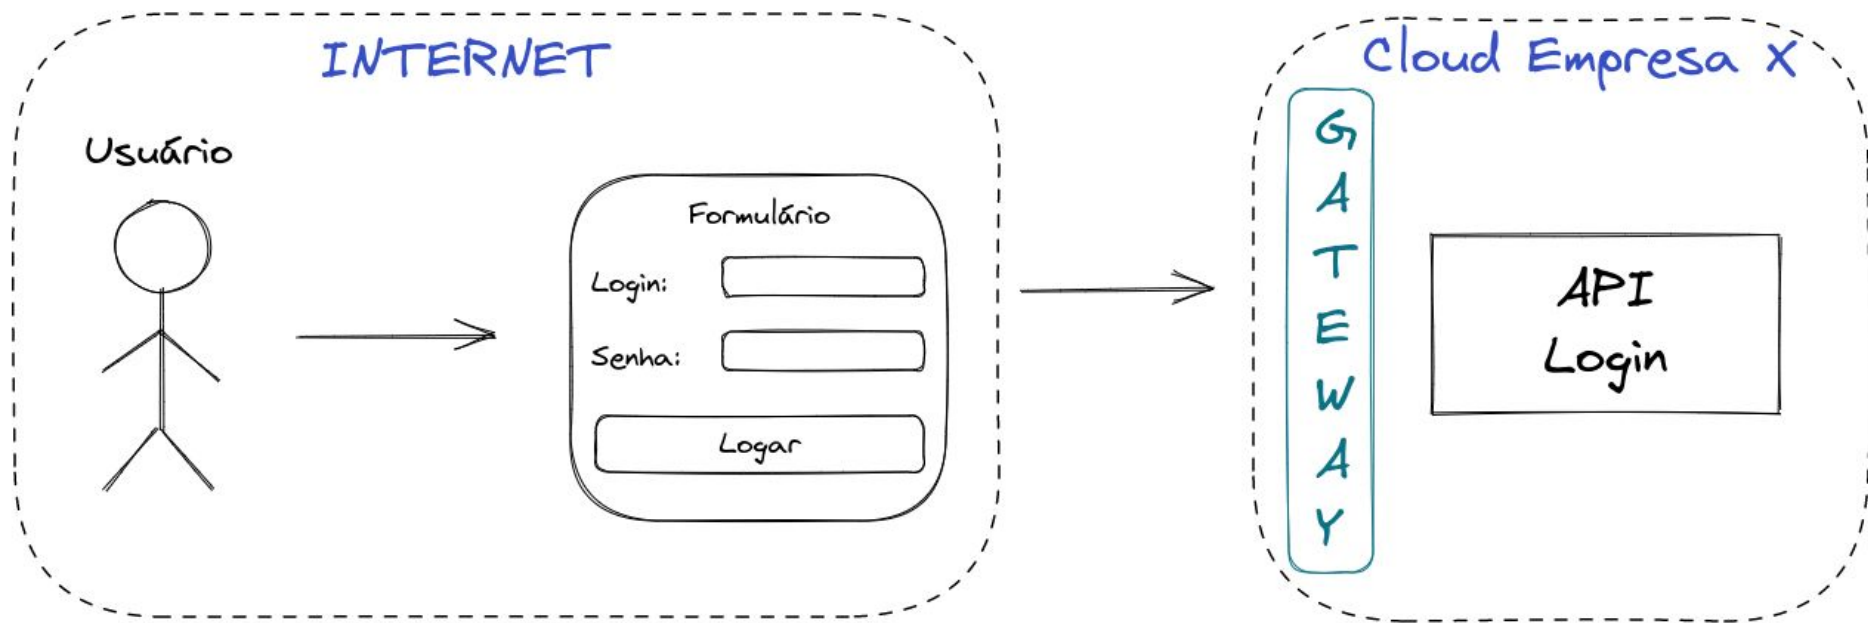 INTERNET
Usuário
Formulário
Login:
Senha:
Logar
Cloud Empresa X
G
A
T
E
W
A
Y
API
Login